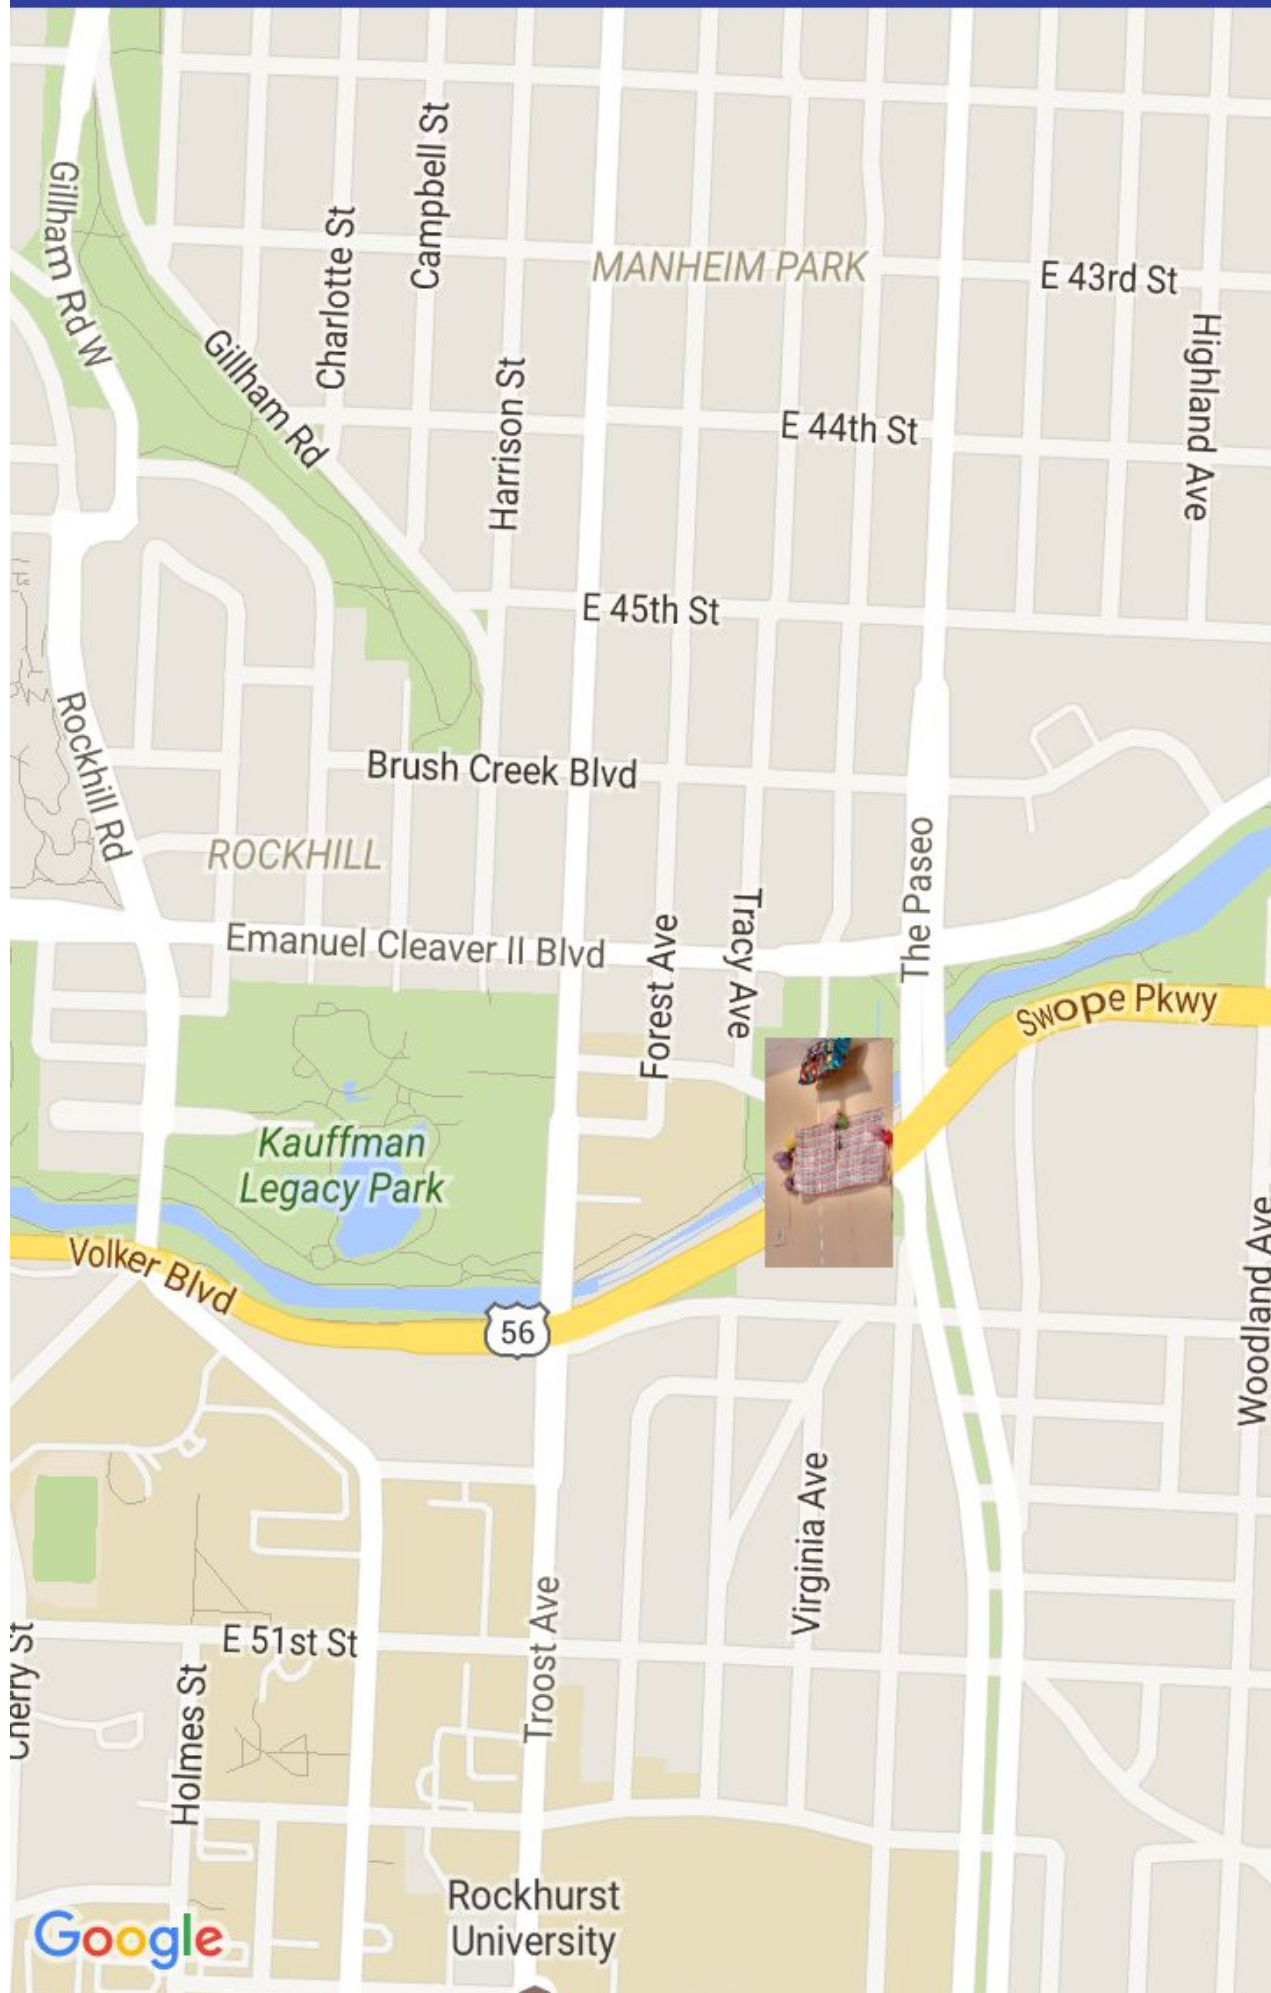 Gillham Rd W
Charlotte St
Campbell St
MANHEIM PARK
E 43rd St
Highland Ave
Gillham Rd
Harrison St
E 44th St
E 45th St
Rockhill Rd
Brush Creek Blvd
ROCKHILL
The Paseo
Emanuel Cleaver II Blvd
Forest Ave
Tracy Ave
Swope Pkwy
Kauffman
Legacy Park
Volker Blvd
56
Woodland Ave
Virginia Ave
Troost Ave
E 51st St
Cherry St
Holmes St
Rockhurst
University
Google